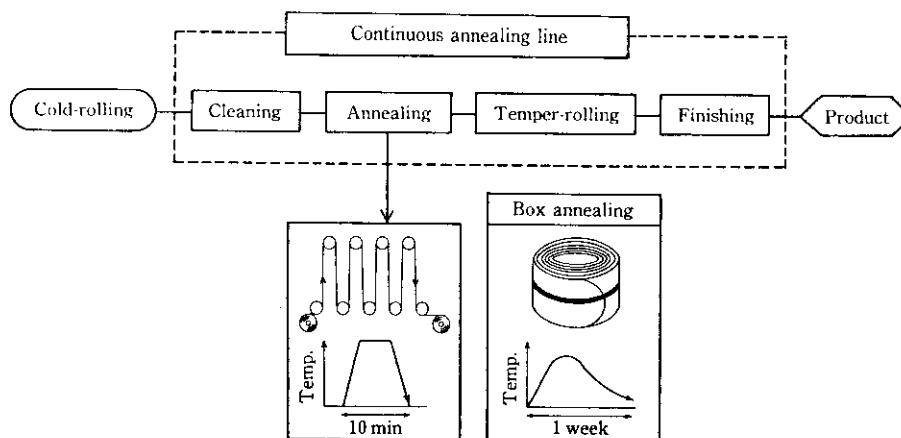 Continuous annealing line
Cold-rolling
Cleaning
Annealing
Temper-rolling
Finishing
Product
Box annealing
Temp.
10 min
Temp.
1 week